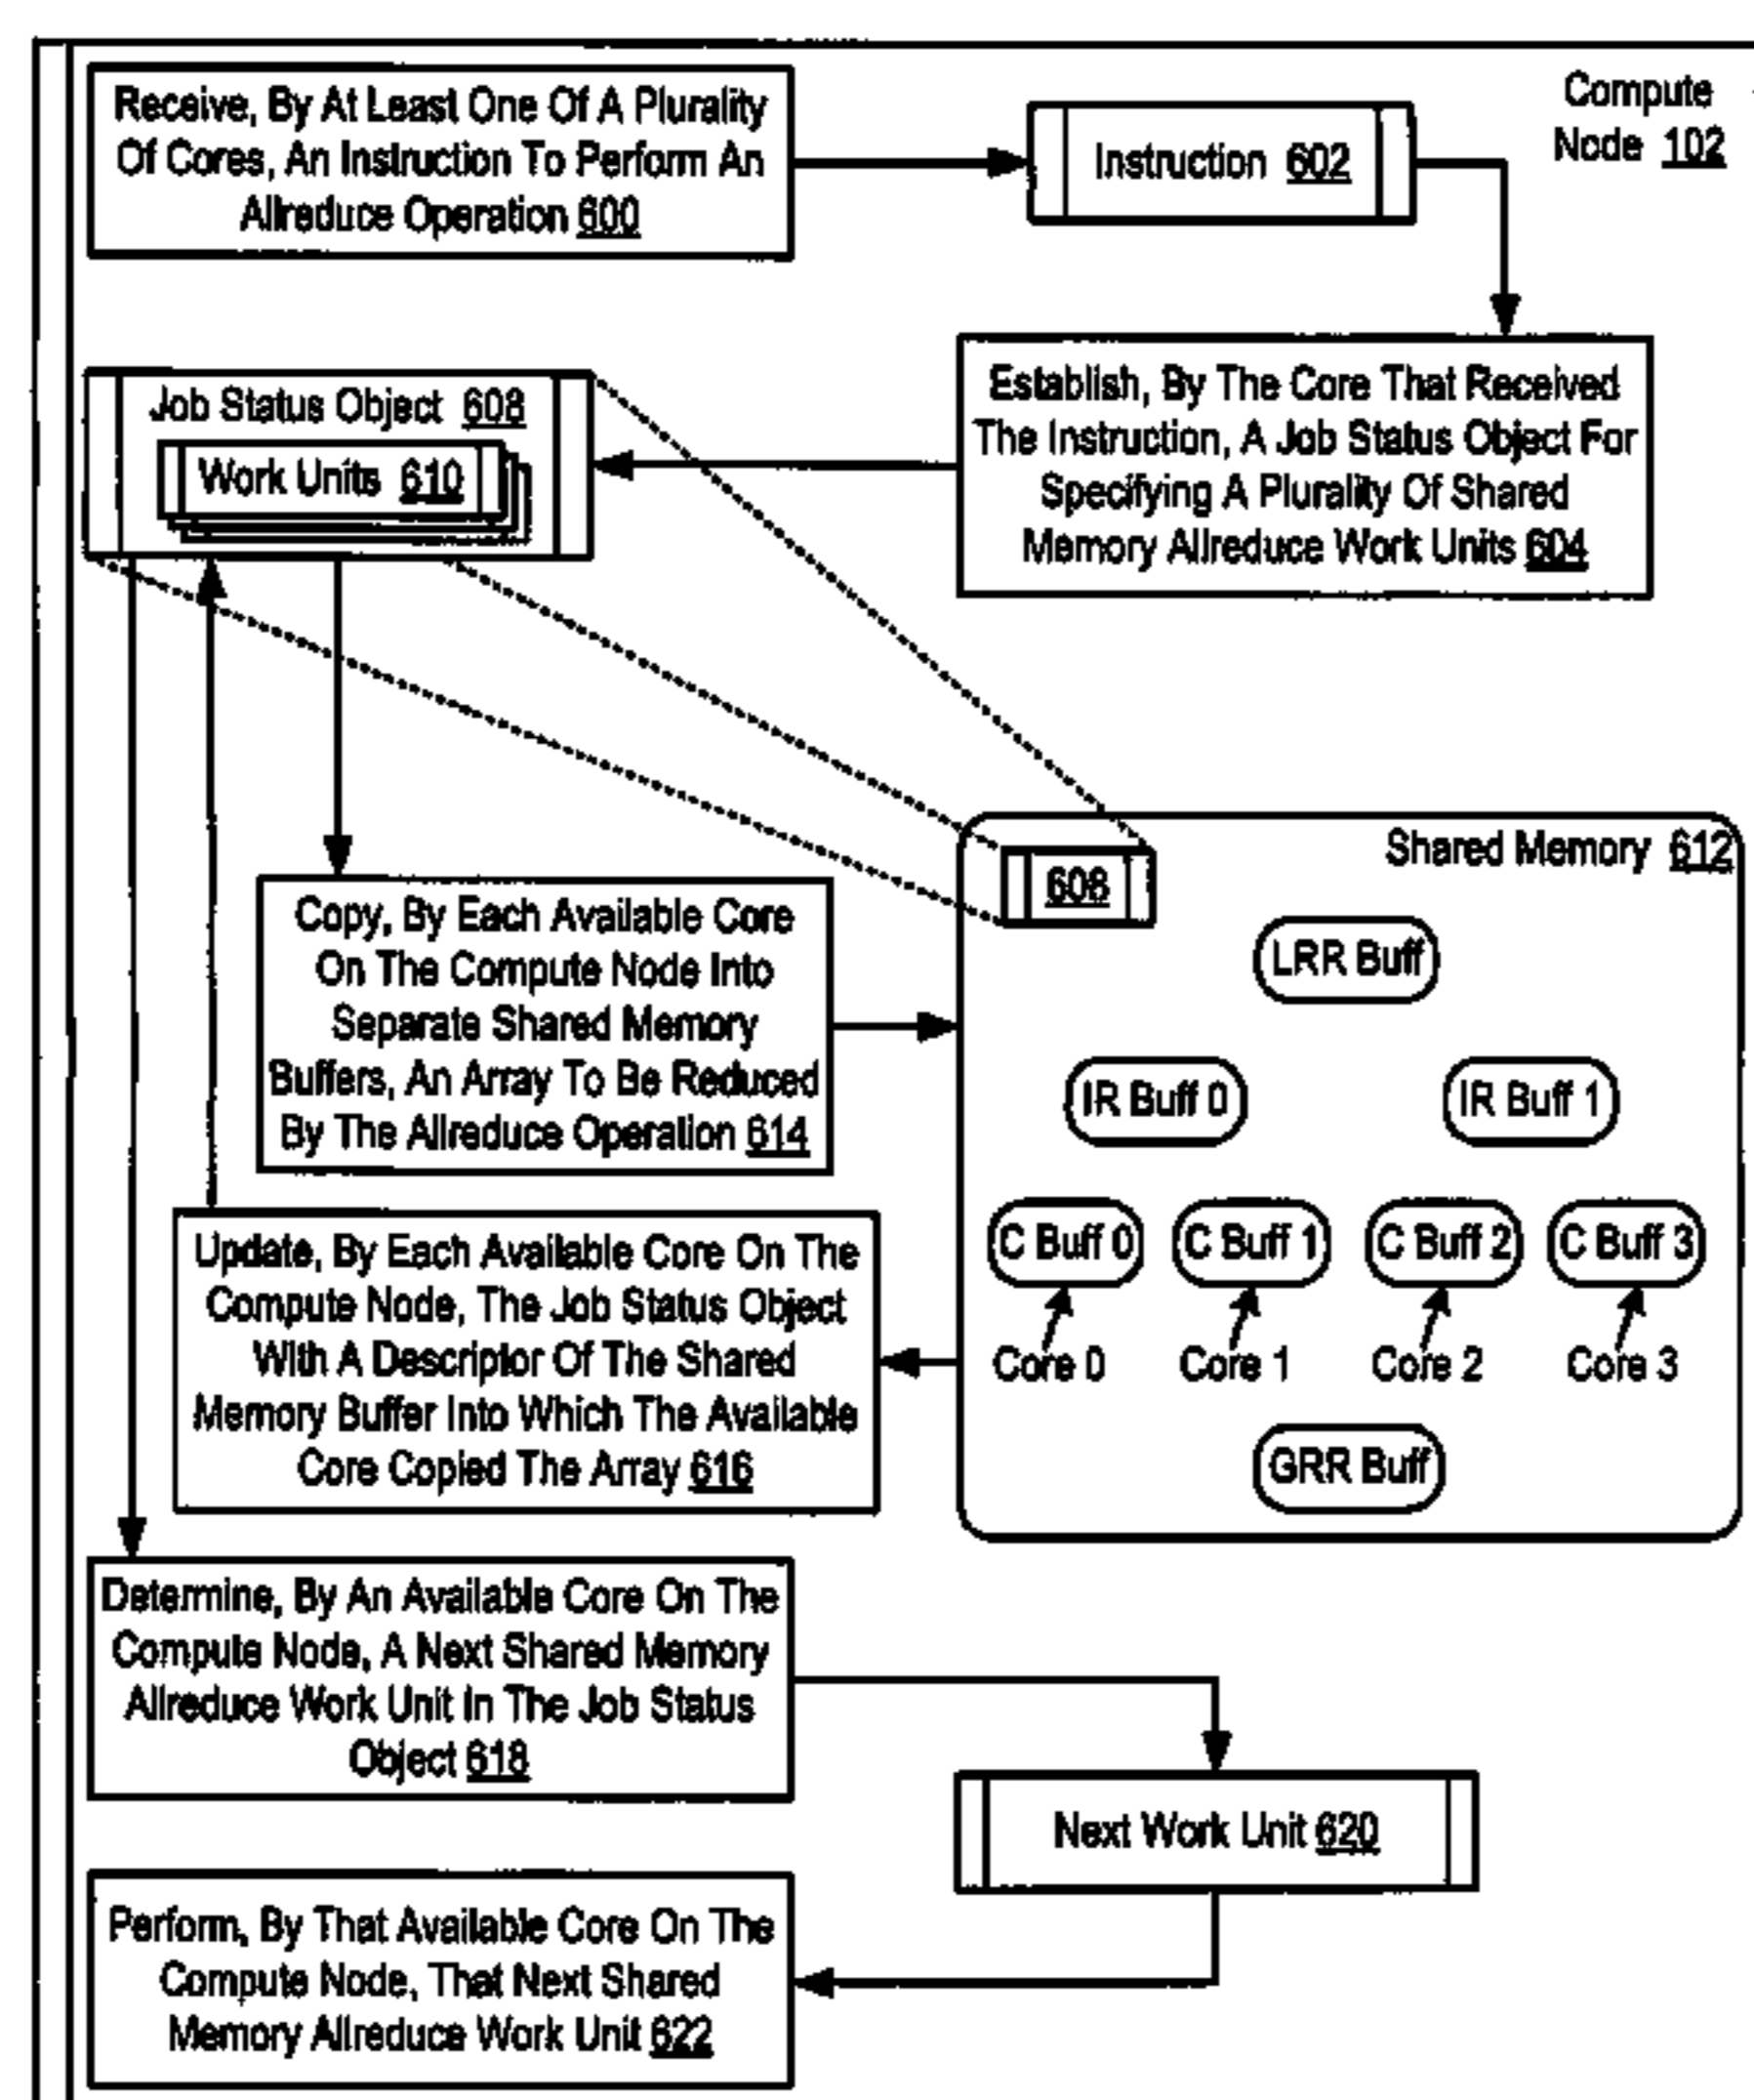 Receive, By At Least One Of A Plurality
Of Cores, An Instruction To Perform An
Allreduce Operation 600
Instruction 602
Compute
Node 102
Establish, By The Core That Received
The Instruction, A Job Status Object For
Specifying A Plurality Of Shared
Memory Allreduce Work Units 604
Job Status Object 608
Work Units 610
Shared Memory 612
608
LRR Buff
IR Buff 0
IR Buff 1
C Buff 0
C Buff 1
C Buff 2
C Buff 3
Core 0
Core 1
Core 2
Core 3
GRR Buff
Copy, By Each Available Core
On The Compute Node Into
Separate Shared Memory
Buffers, An Array To Be Reduced
By The Allreduce Operation 614
Update, By Each Available Core On The
Compute Node, The Job Status Object
With A Descriptor Of The Shared
Memory Buffer Into Which The Available
Core Copied The Array 616
Determine, By An Available Core On The
Compute Node, A Next Shared Memory
Allreduce Work Unit In The Job Status
Object 618
Next Work Unit 620
Perform, By That Available Core On The
Compute Node, That Next Shared
Memory Allreduce Work Unit 622